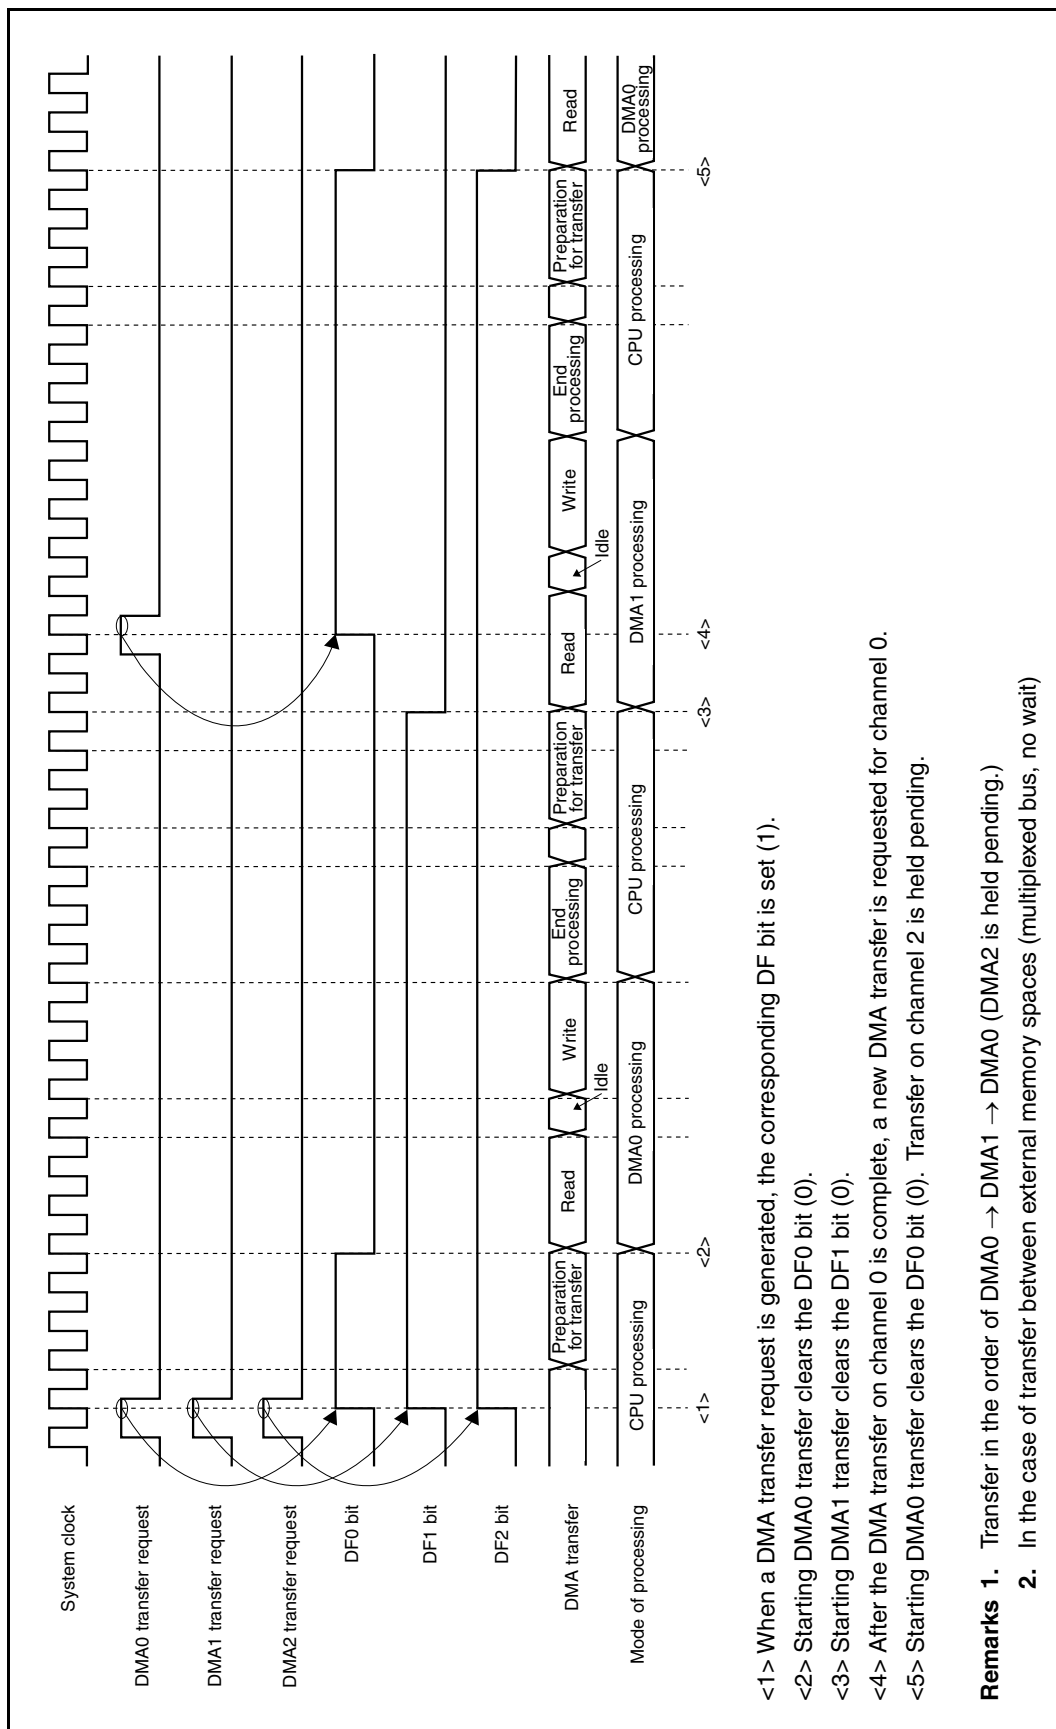 System clock
DMA0 transfer request
DMA1 transfer request
DMA2 transfer request
DF0 bit
DF1 bit
DF2 bit
DMA transfer
Preparation
for transfer
Read
Idle
Write
End
processing
Preparation
for transfer
Read
Idle
Write
End
processing
Preparation
for transfer
Read
Mode of processing
CPU processing
DMA0 processing
CPU processing
DMA1 processing
CPU processing
DMA0
processing
<1>
<2>
<3>
<4>
<5>
<1> When a DMA transfer request is generated, the corresponding DF bit is set (1).
<2> Starting DMA0 transfer clears the DF0 bit (0).
<3> Starting DMA1 transfer clears the DF1 bit (0).
<4> After the DMA transfer on channel 0 is complete, a new DMA transfer is requested for channel 0.
<5> Starting DMA0 transfer clears the DF0 bit (0). Transfer on channel 2 is held pending.
Remarks 1. Transfer in the order of DMA0 → DMA1 → DMA0 (DMA2 is held pending.)
2. In the case of transfer between external memory spaces (multiplexed bus, no wait)